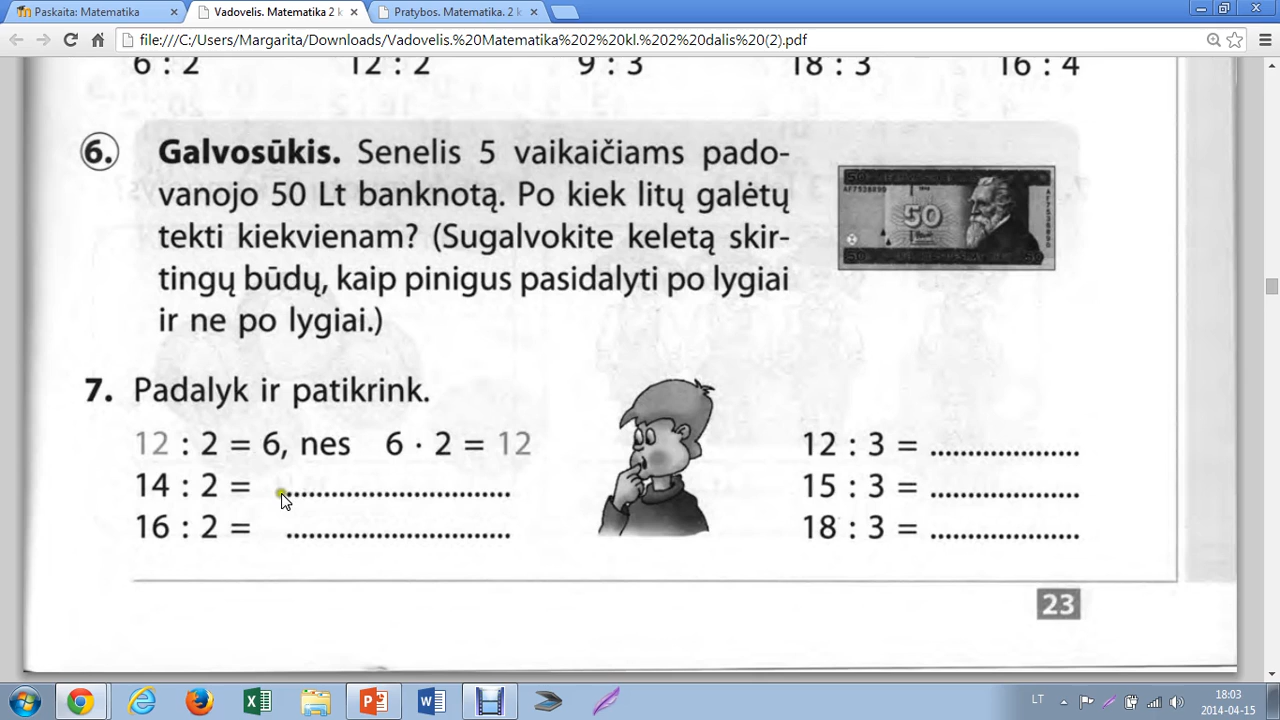 Paskaita: Matematika
Vadovelis. Matematika 2 k
Pratybos. Matematika. 2 k
file:///C:/Users/Margarita/Downloads/Vadovelis.%20Matematika%202%20kl.%202%20dalis%20(2).pdf
6 : 2 12 : 2 9 : 3 18 : 3 16 : 4
6. Galvosūkis. Senelis 5 vaikaičiams pado-
vanojo 50 Lt banknotą. Po kiek litų galėtų
tekti kiekvienam? (Sugalvokite keletą skir-
tingų būdų, kaip pinigus pasidalyti po lygiai
ir ne po lygiai.)
50
AF7538690
50
50
7. Padalyk ir patikrink.
12 : 2 = 6, nes 6 · 2 = 12
14 : 2 = ..............................
16 : 2 = ..............................
12 : 3 = ....................
15 : 3 = ....................
18 : 3 = ....................
23
LT
18:03
2014-04-15